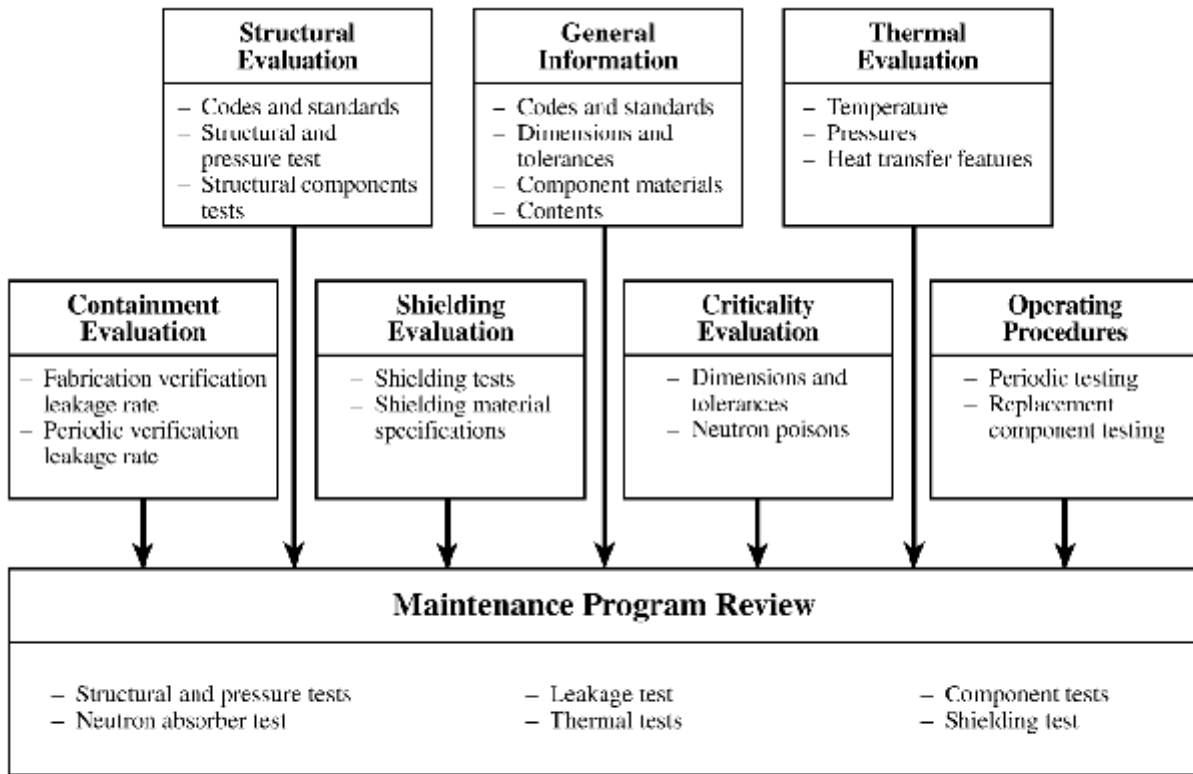 Structural
Evaluation
– Codes and standards
– Structural and
pressure test
– Structural components
tests
General
Information
– Codes and standards
– Dimensions and
tolerances
– Component materials
– Contents
Thermal
Evaluation
– Temperature
– Pressures
– Heat transfer features
Containment
Evaluation
– Fabrication verification
leakage rate
– Periodic verification
leakage rate
Shielding
Evaluation
– Shielding tests
– Shielding material
specifications
Criticality
Evaluation
– Dimensions and
tolerances
– Neutron poisons
Operating
Procedures
– Periodic testing
– Replacement
component testing
Maintenance Program Review
– Structural and pressure tests
– Neutron absorber test
– Leakage test
– Thermal tests
– Component tests
– Shielding test